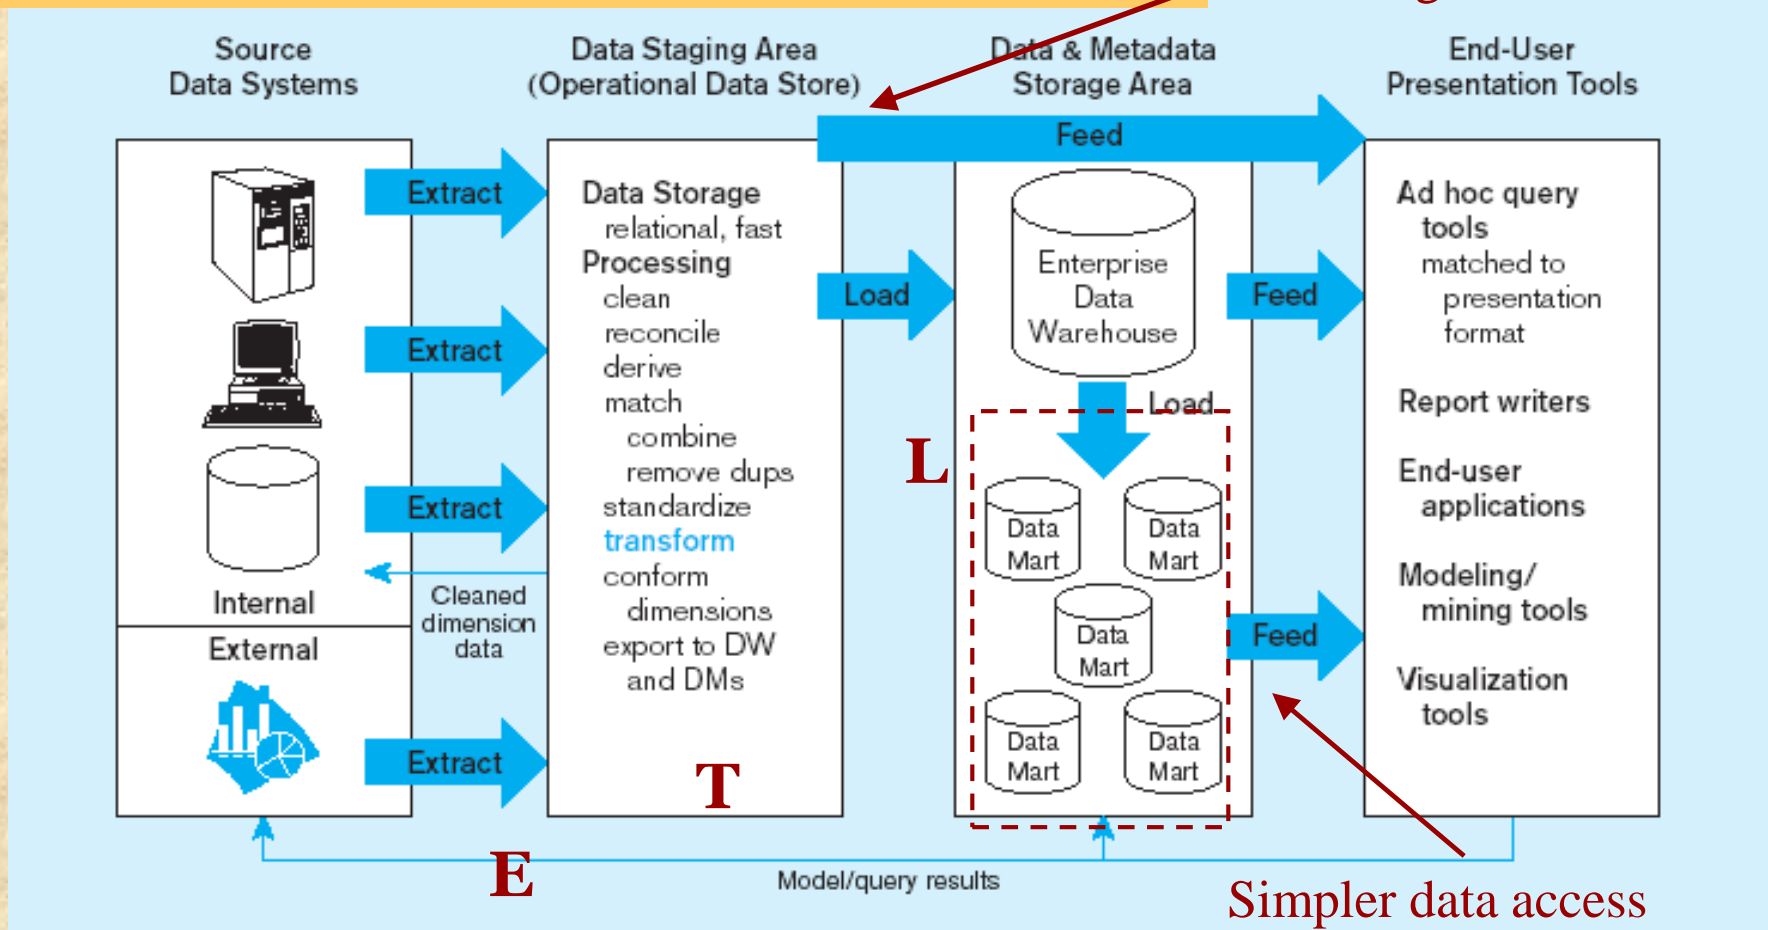 Source
Data Systems
Data Staging Area
(Operational Data Store)
Data & Metadata
Storage Area
End-User
Presentation Tools
Extract
Extract
Extract
Internal
Cleaned
dimension
data
External
Extract
Data Storage
relational, fast
Processing
clean
reconcile
derive
match
combine
remove dups
standardize
transform
conform
dimensions
export to DW
and DMs
T
E
Feed
Load
Enterprise
Data
Warehouse
Load
L
Data
Mart
Data
Mart
Data
Mart
Data
Mart
Data
Mart
Feed
Feed
Ad hoc query
tools
matched to
presentation
format
Report writers
End-user
applications
Modeling/
mining tools
Visualization
tools
Model/query results
Simpler data access